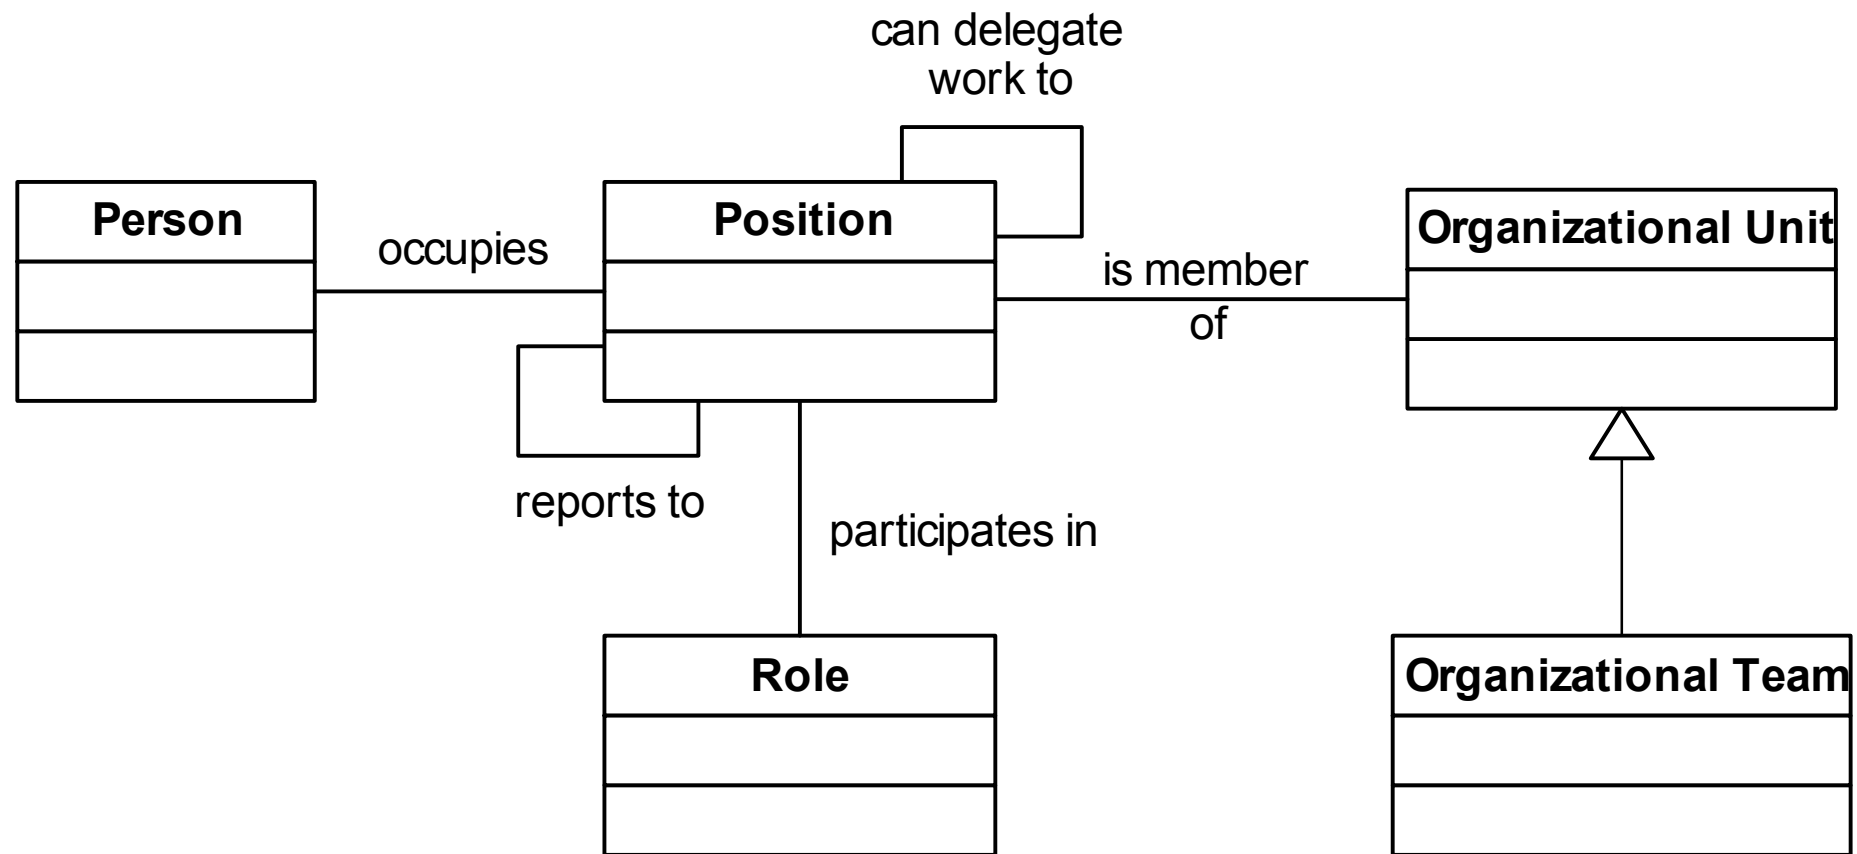 can delegate
work to
Person
Position
Organizational Unit
occupies
is member
of
reports to
participates in
Role
Organizational Team